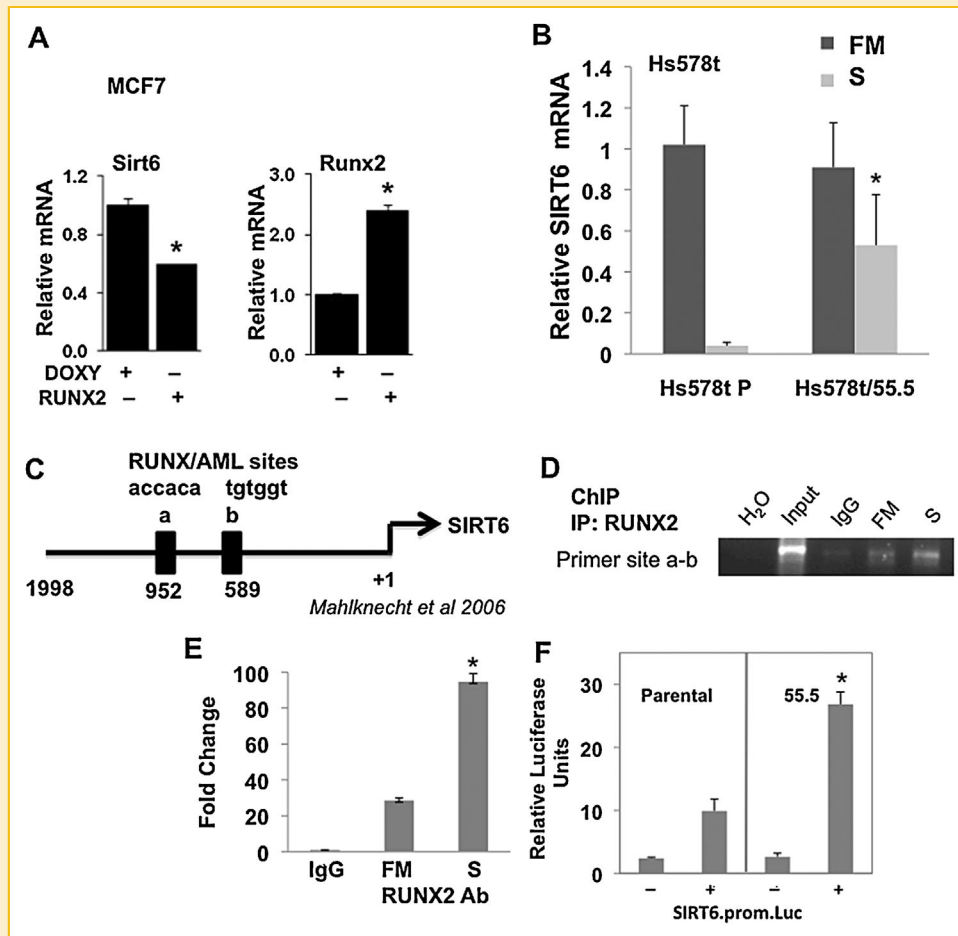 A
MCF7
Sirt6
Relative mRNA
1.2
0.8
0.4
0.0
DOXY + –
RUNX2 – +
*
Runx2
Relative mRNA
3.0
2.0
1.0
0.0
+ –
– +
*
B
Hs578t
FM
S
Relative SIRT6 mRNA
1.4
1.2
1
0.8
0.6
0.4
0.2
0
*
Hs578t P Hs578t/55.5
C
RUNX/AML sites
accaca tgtggt
a b
SIRT6
1998 952 589 +1
Mahlknecht et al 2006
D
ChIP
IP: RUNX2
H2O Input IgG FM S
Primer site a-b
E
Fold Change
100
80
60
40
20
0
*
IgG FM S
RUNX2 Ab
F
Relative Luciferase
Units
30
20
10
0
Parental 55.5
*
– + – +
SIRT6.prom.Luc